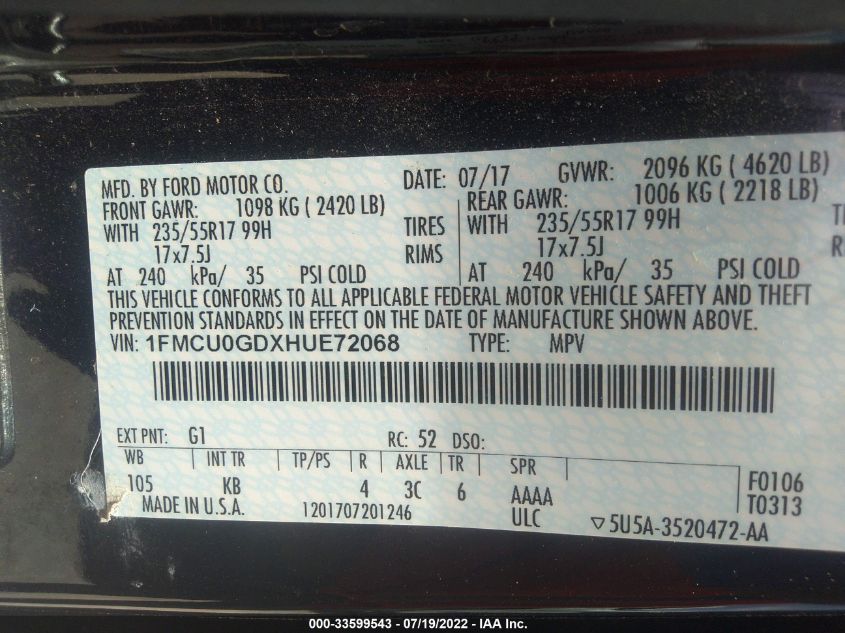 MFD. BY FORD MOTOR CO. DATE: 07/17 GVWR: 2096 KG ( 4620 LB)
FRONT GAWR: 1098 KG ( 2420 LB) REAR GAWR: 1006 KG ( 2218 LB)
WITH 235/55R17 99H TIRES WITH 235/55R17 99H
17x7.5J RIMS 17x7.5J
AT 240 kPa/ 35 PSI COLD AT 240 kPa/ 35 PSI COLD
THIS VEHICLE CONFORMS TO ALL APPLICABLE FEDERAL MOTOR VEHICLE SAFETY AND THEFT
PREVENTION STANDARDS IN EFFECT ON THE DATE OF MANUFACTURE SHOWN ABOVE.
VIN: 1FMCU0GDXHUE72068 TYPE: MPV
EXT PNT: G1 RC: 52 DSO:
WB INT TR TP/PS R AXLE TR SPR
105 KB 4 3C 6 AAAA F0106
MADE IN U.S.A. 1201707201246 ULC T0313
▽5U5A-3520472-AA
000-33599543 - 07/19/2022 - IAA Inc.